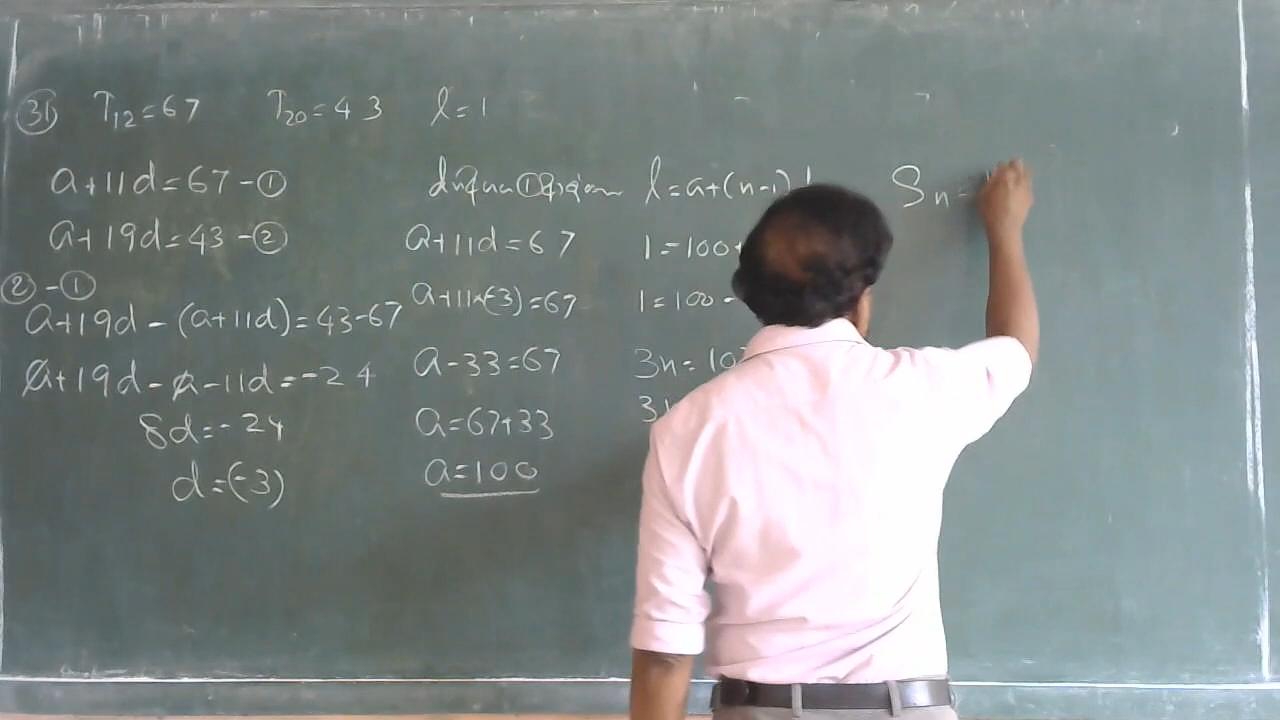 31 T12=67 T20=43 l=1
a+11d=67-①
a+19d=43-②
②-①
a+19d-(a+11d)=43-67
a+19d-a-11d=-24
8d=-24
d=(-3)
a+11d=67
a+11×(-3)=67
a-33=67
a=67+33
a=100
l=a+(n-1)
1=100+
1=100-
3n=10
Sn=